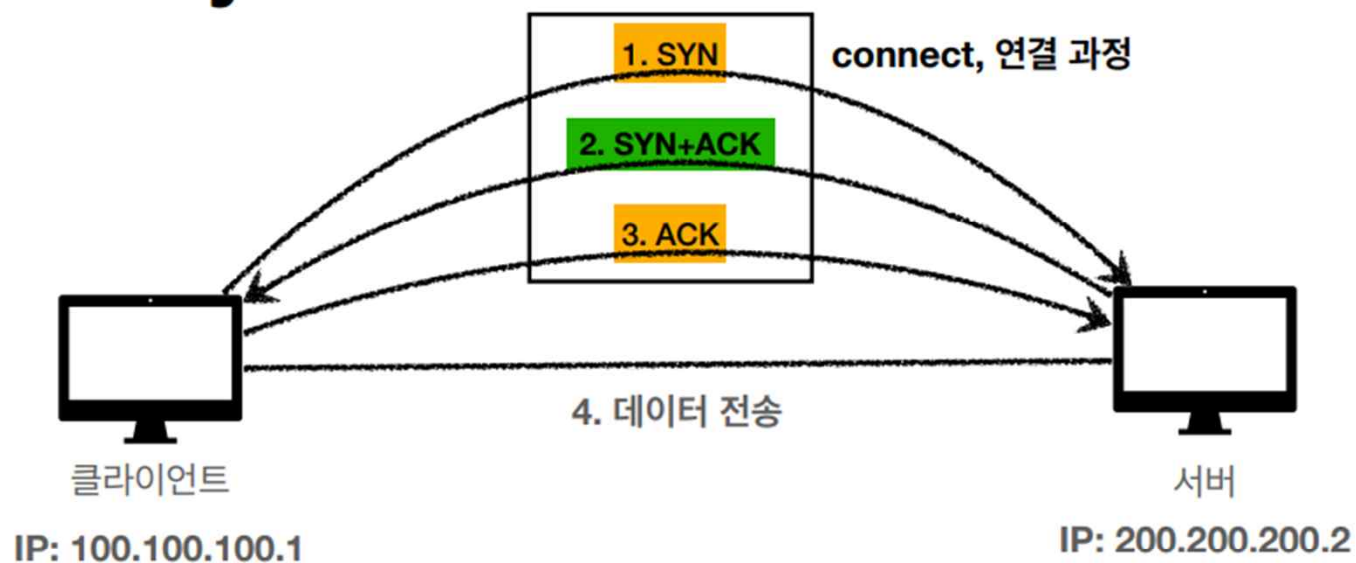 1. SYN
connect, 연결 과정
2. SYN+ACK
3. ACK
4. 데이터 전송
클라이언트
서버
IP: 100.100.100.1
IP: 200.200.200.2